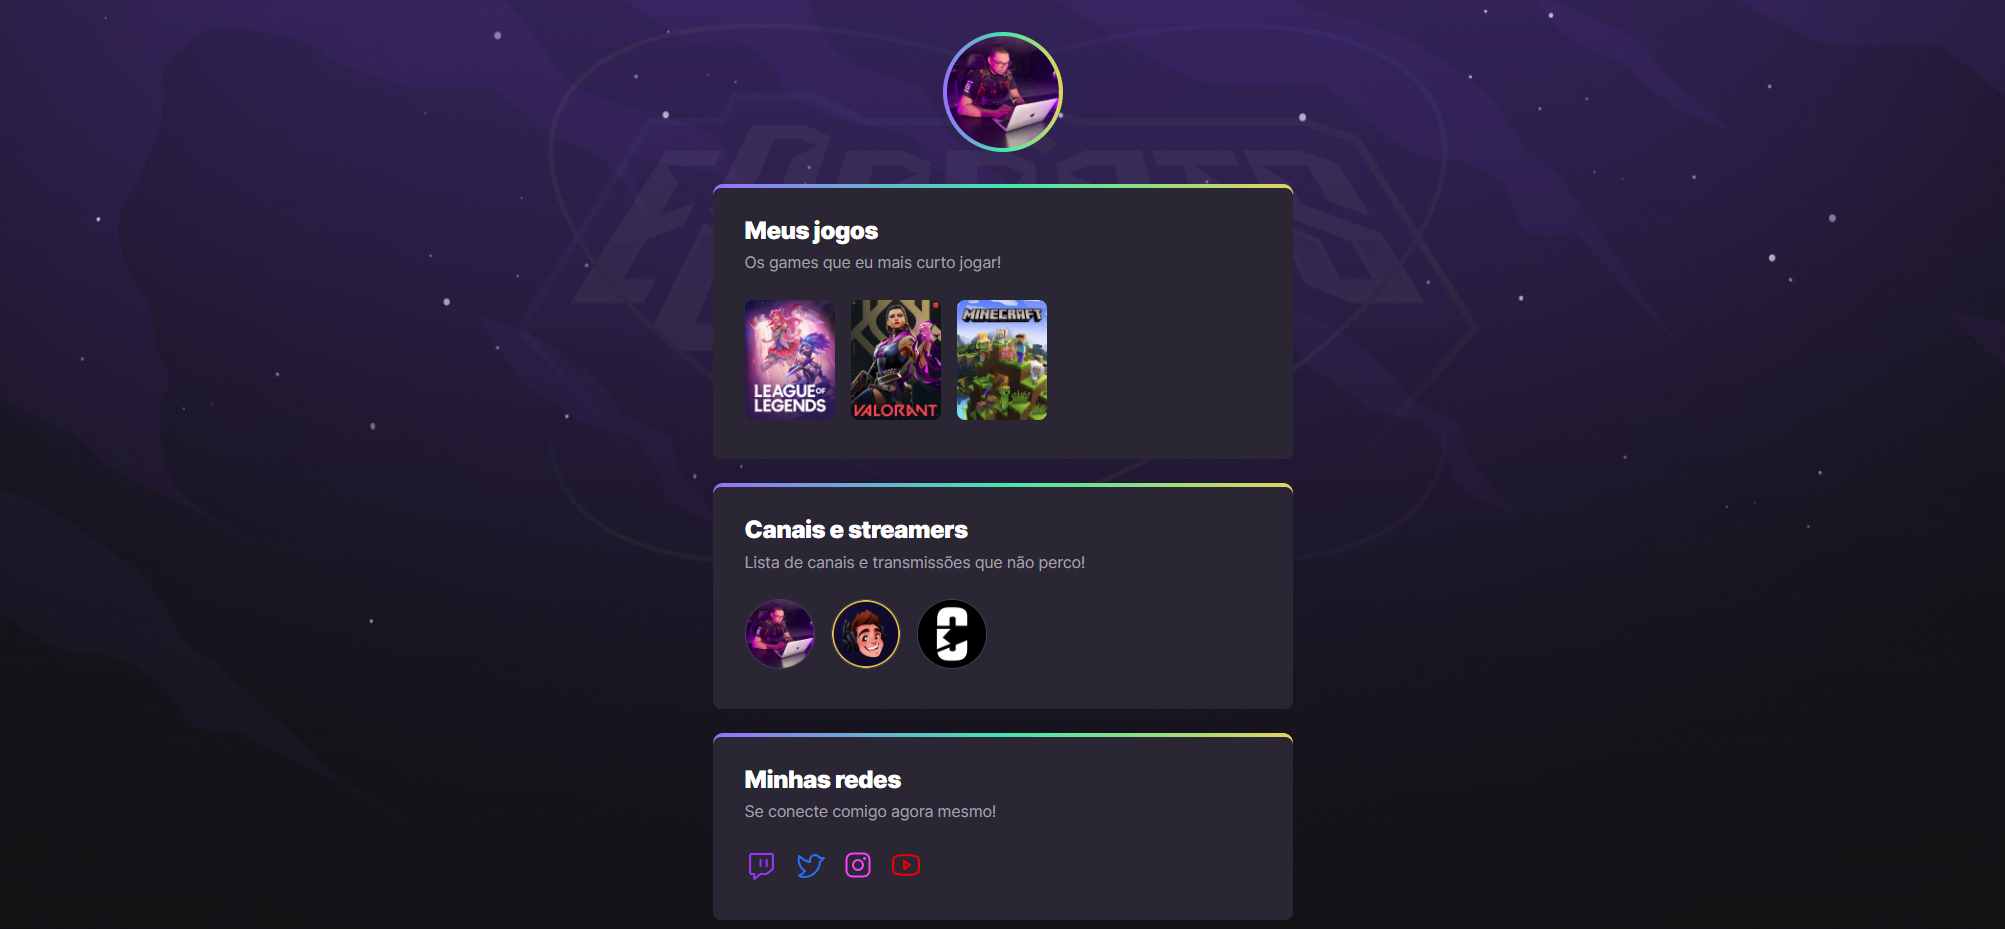 Meus jogos
Os games que eu mais curto jogar!
LEAGUE OF
LEGENDS
VALORANT
MINECRAFT
Canais e streamers
Lista de canais e transmissões que não perco!
Minhas redes
Se conecte comigo agora mesmo!